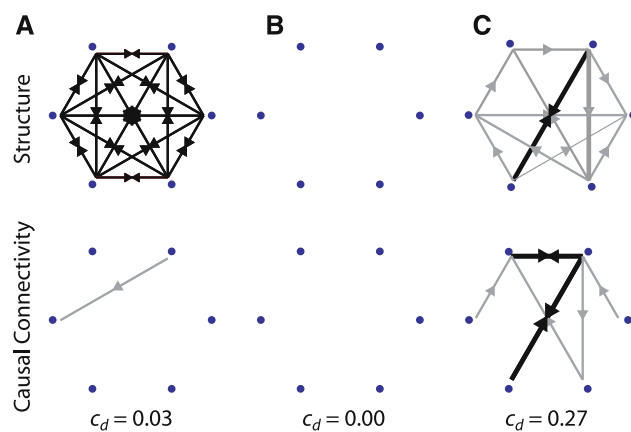 A
B
C
Structure
Causal Connectivity
c_d = 0.03
c_d = 0.00
c_d = 0.27